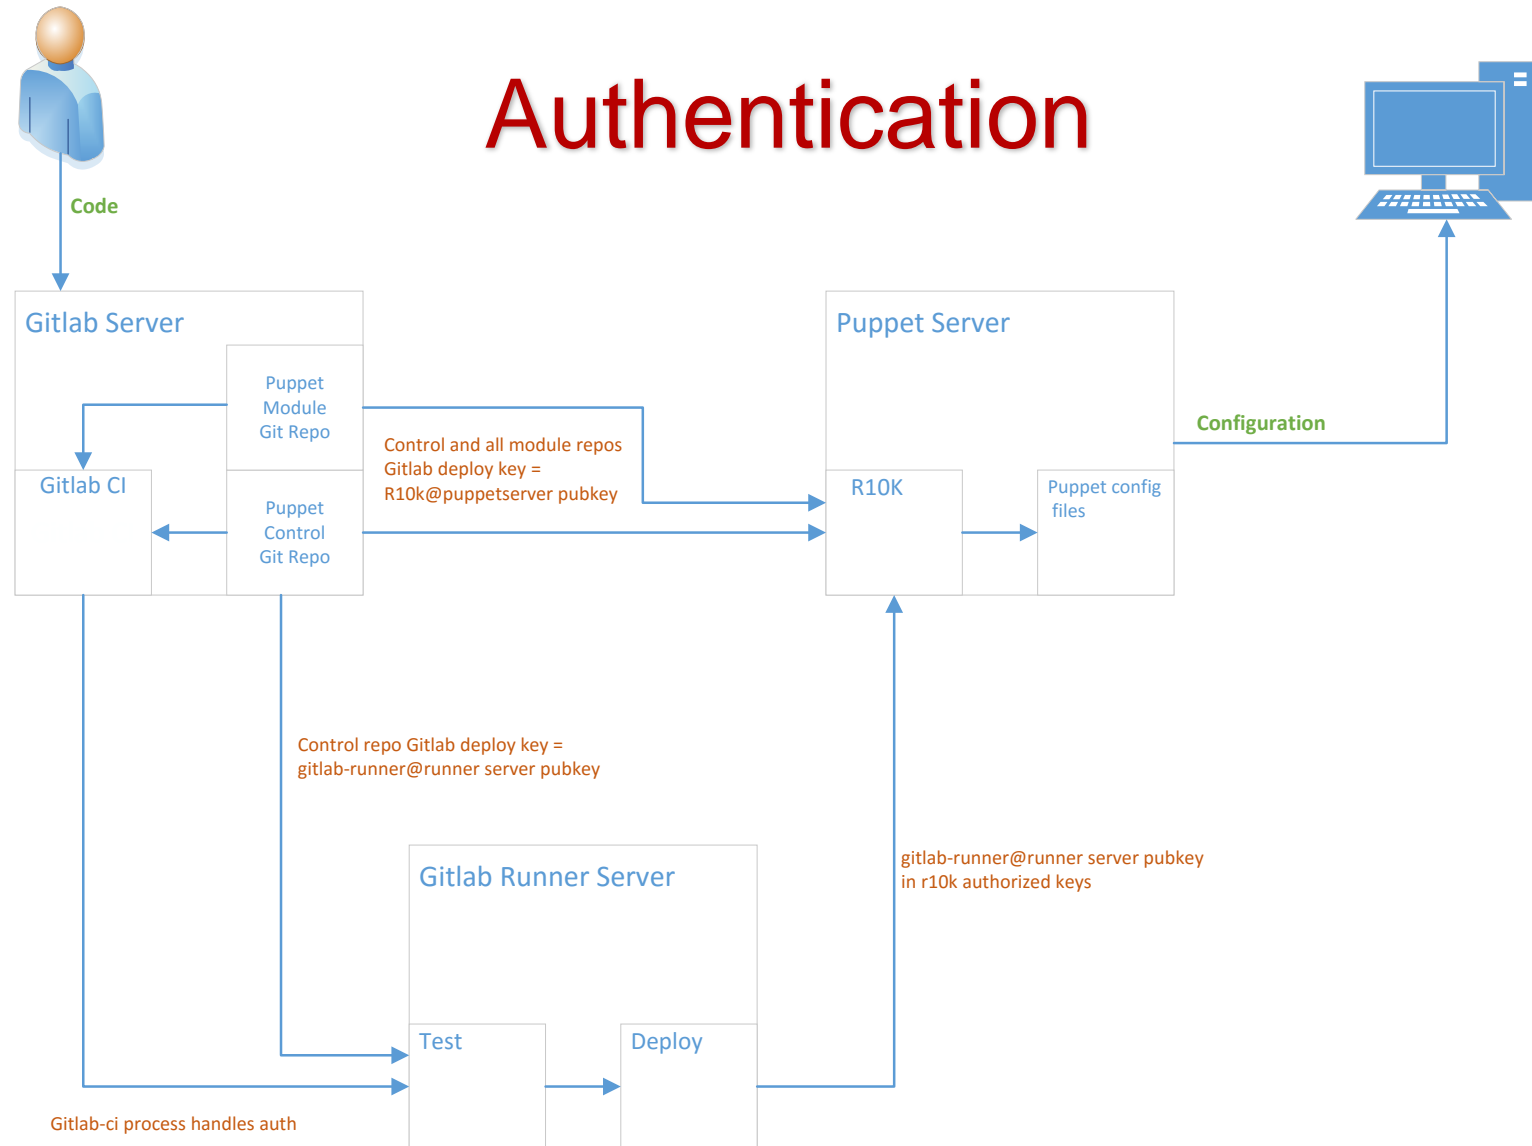 Authentication
Code
Gitlab Server
Puppet
Module
Git Repo
Gitlab CI
Puppet
Control
Git Repo
Control and all module repos
Gitlab deploy key =
R10k@puppetserver pubkey
Puppet Server
R10K
Puppet config
files
Configuration
Control repo Gitlab deploy key =
gitlab-runner@runner server pubkey
Gitlab Runner Server
Test
Deploy
gitlab-runner@runner server pubkey
in r10k authorized keys
Gitlab-ci process handles auth